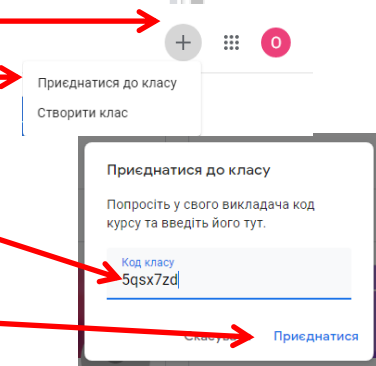 О
Приєднатися до класу
Створити клас
Приєднатися до класу
Попросіть у свого викладача код
курсу та введіть його тут.
Код класу
5qsx7zd
Приєднатися